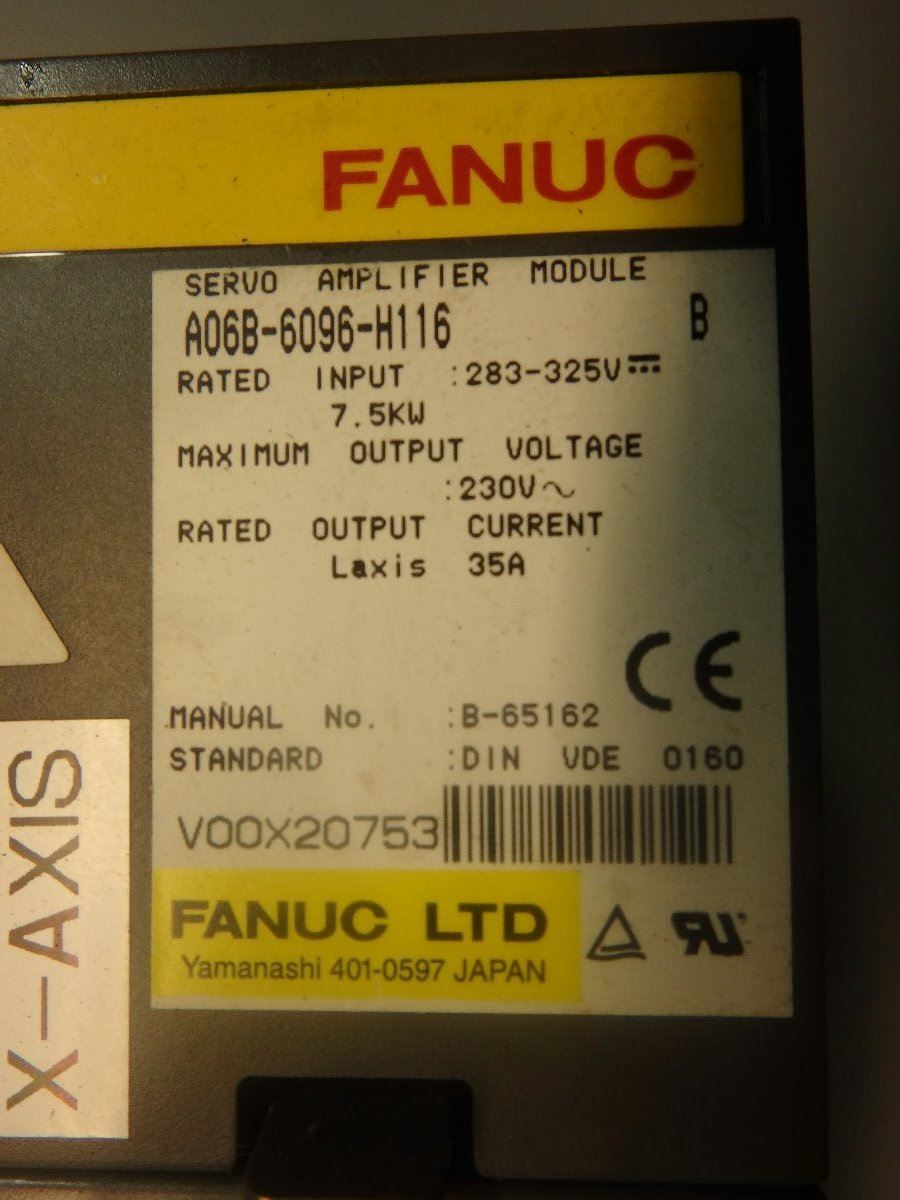 FANUC
SERVO AMPLIFIER MODULE
A06B-6096-H116 B
RATED INPUT :283-325V⎓
7.5KW
MAXIMUM OUTPUT VOLTAGE
:230V~
RATED OUTPUT CURRENT
Laxis 35A
CE
MANUAL No. :B-65162
STANDARD :DIN VDE 0160
V00X20753
FANUC LTD
Yamanashi 401-0597 JAPAN
X-AXIS